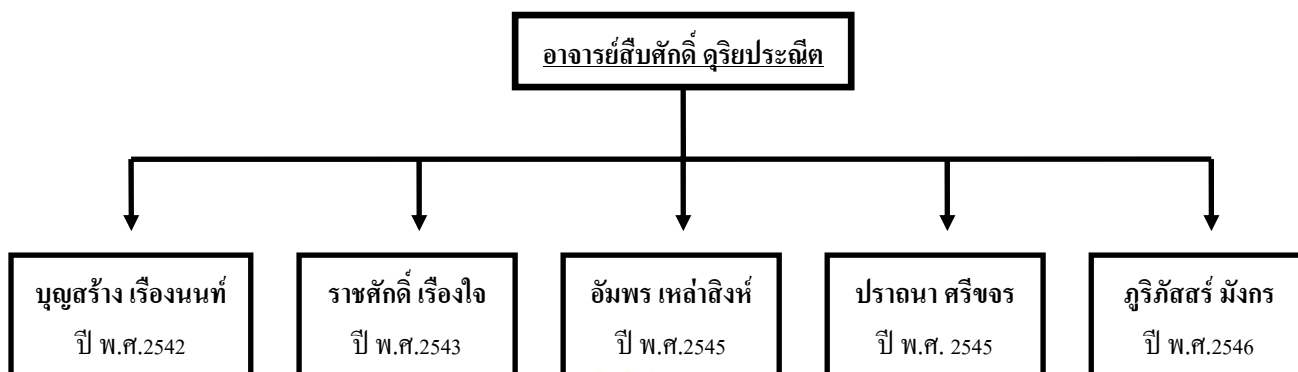 อาจารย์สืบศักดิ์ ดุริยประณีต
บุญสร้าง เรืองนนท์
ปี พ.ศ.2542
ราชศักดิ์ เรืองใจ
ปี พ.ศ.2543
อัมพร เหล่าสิงห์
ปี พ.ศ.2545
ปราถนา ศรีขจร
ปี พ.ศ. 2545
ภูริภัสสร์ มังกร
ปี พ.ศ.2546